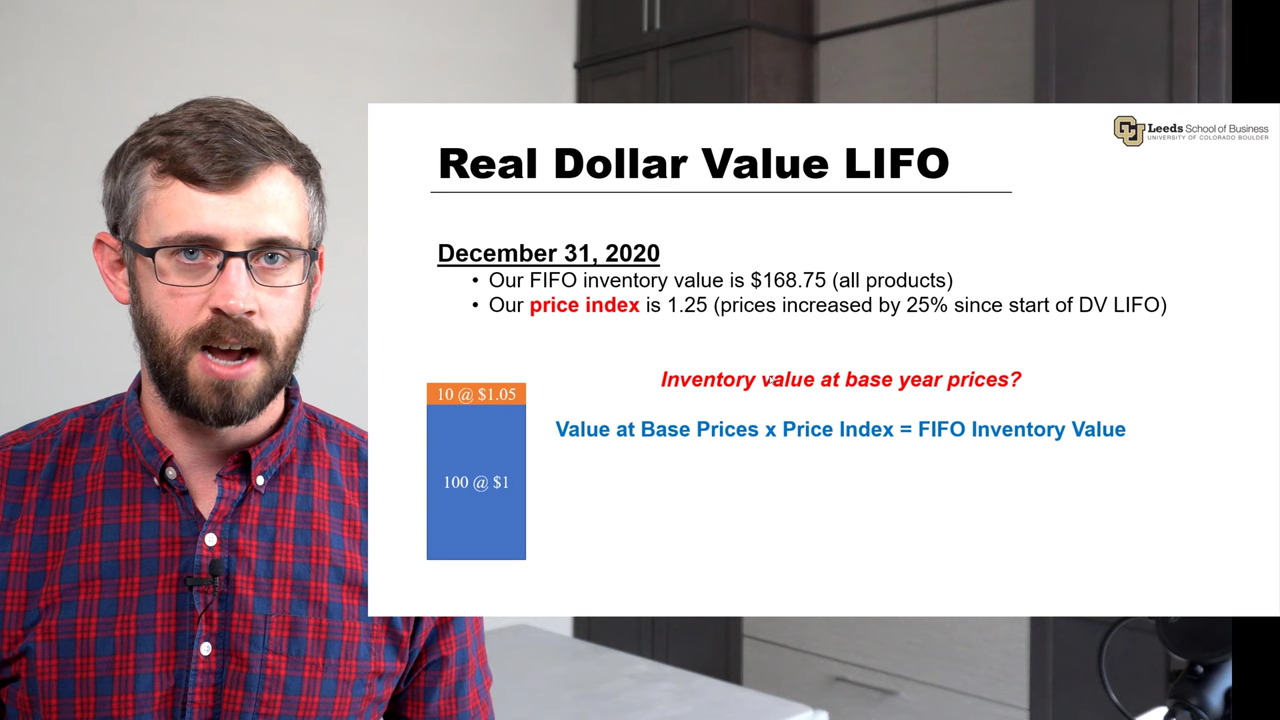 Leeds School of Business
UNIVERSITY OF COLORADO BOULDER
Real Dollar Value LIFO
December 31, 2020
• Our FIFO inventory value is $168.75 (all products)
• Our price index is 1.25 (prices increased by 25% since start of DV LIFO)
Inventory value at base year prices?
10 @ $1.05
Value at Base Prices x Price Index = FIFO Inventory Value
100 @ $1